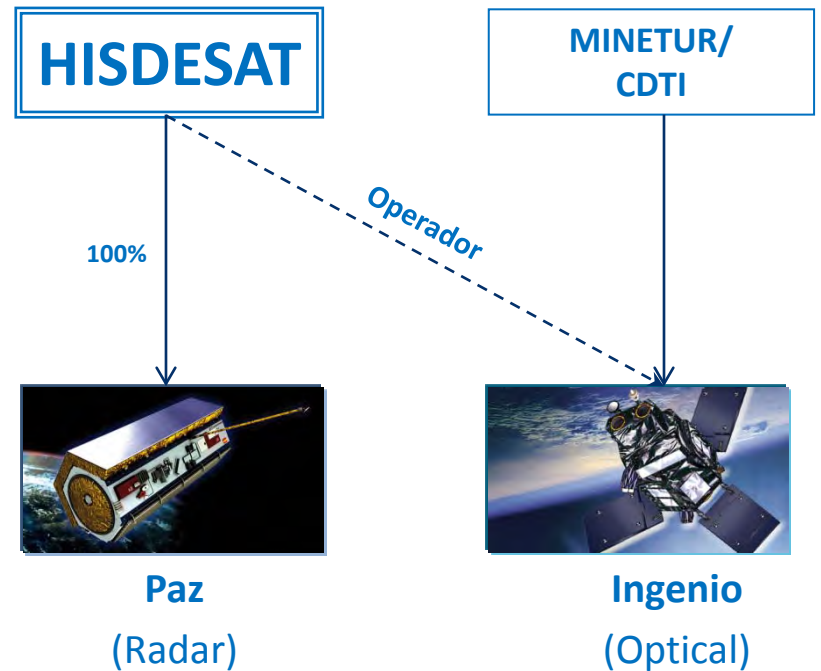 HISDESAT
MINETUR/
CDTI
Operador
100%
Paz
(Radar)
Ingenio
(Optical)